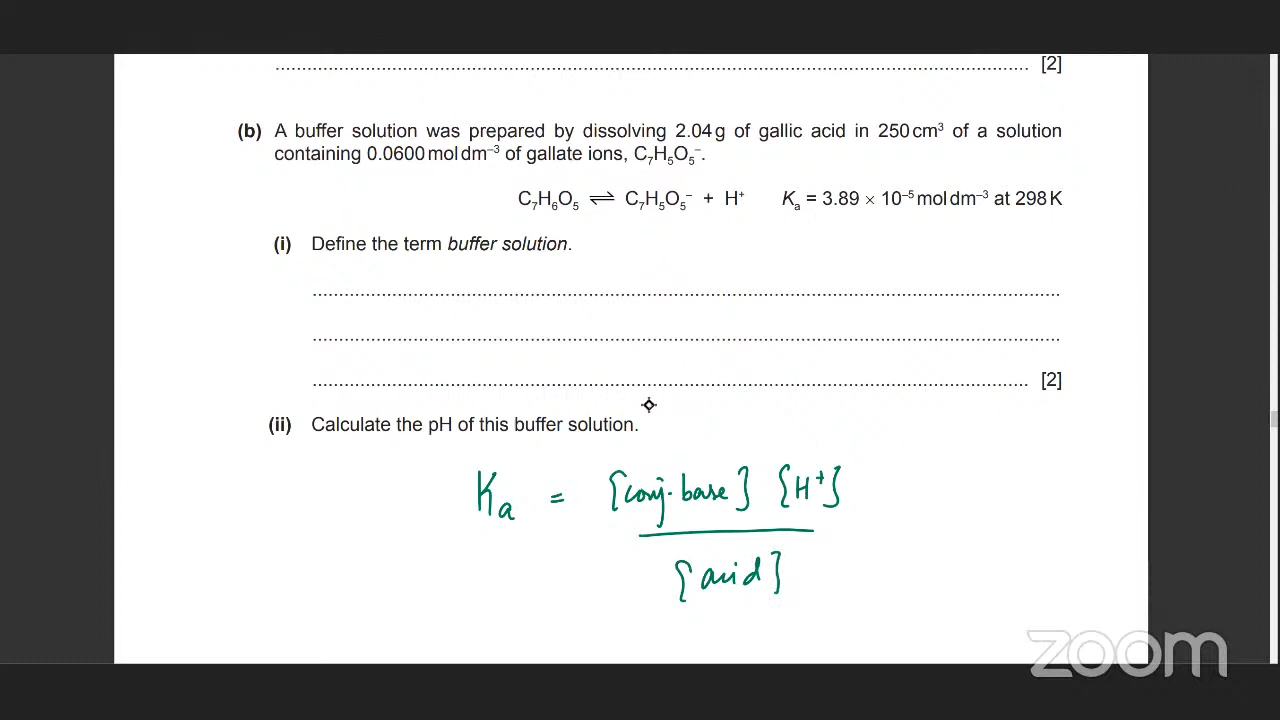 [2]
(b) A buffer solution was prepared by dissolving 2.04 g of gallic acid in 250 cm³ of a solution
containing 0.0600 mol dm⁻³ of gallate ions, C₇H₅O₅⁻.
C₇H₆O₅ ⇌ C₇H₅O₅⁻ + H⁺ Kₐ = 3.89 × 10⁻⁵ mol dm⁻³ at 298 K
(i) Define the term buffer solution.
[2]
(ii) Calculate the pH of this buffer solution.
Kₐ = [conj. base] [H⁺]
[acid]
zoom